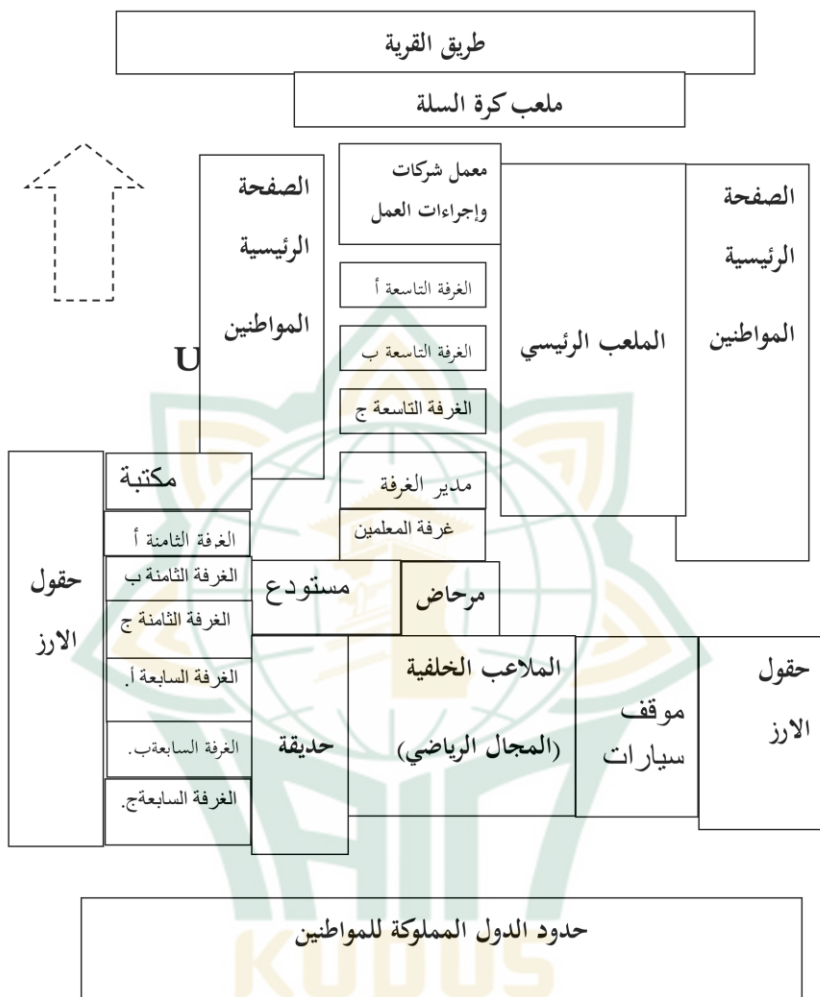 طريق القرية
ملعب كرة السلة
الصفحة
الرئيسية
المواطنين
معمل شركات
وإجراءات العمل
الغرفة التاسعة أ
الغرفة التاسعة ب
الغرفة التاسعة ج
مدير الغرفة
غرفة المعلمين
الملعب الرئيسي
الصفحة
الرئيسية
المواطنين
U
مكتبة
الغرفة الثامنة أ
الغرفة الثامنة ب
الغرفة الثامنة ج
الغرفة السابعة أ.
الغرفة السابعةب.
الغرفة السابعةج.
حقول
الارز
مستودع
مرحاض
حديقة
الملاعب الخلفية
(المجال الرياضي)
موقف
سيارات
حقول
الارز
حدود الدول المملوكة للمواطنين
KUDUS